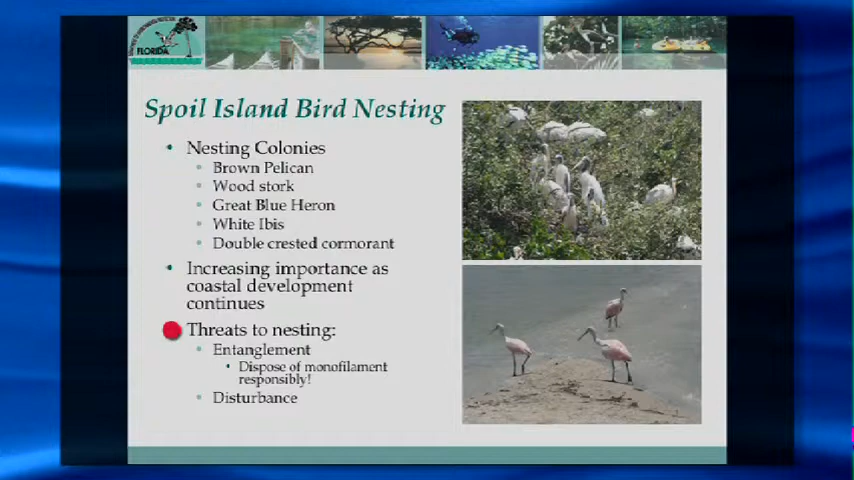 FLORIDA
Spoil Island Bird Nesting
• Nesting Colonies
• Brown Pelican
• Wood stork
• Great Blue Heron
• White Ibis
• Double crested cormorant
• Increasing importance as
coastal development
continues
Threats to nesting:
• Entanglement
• Dispose of monofilament
responsibly!
• Disturbance